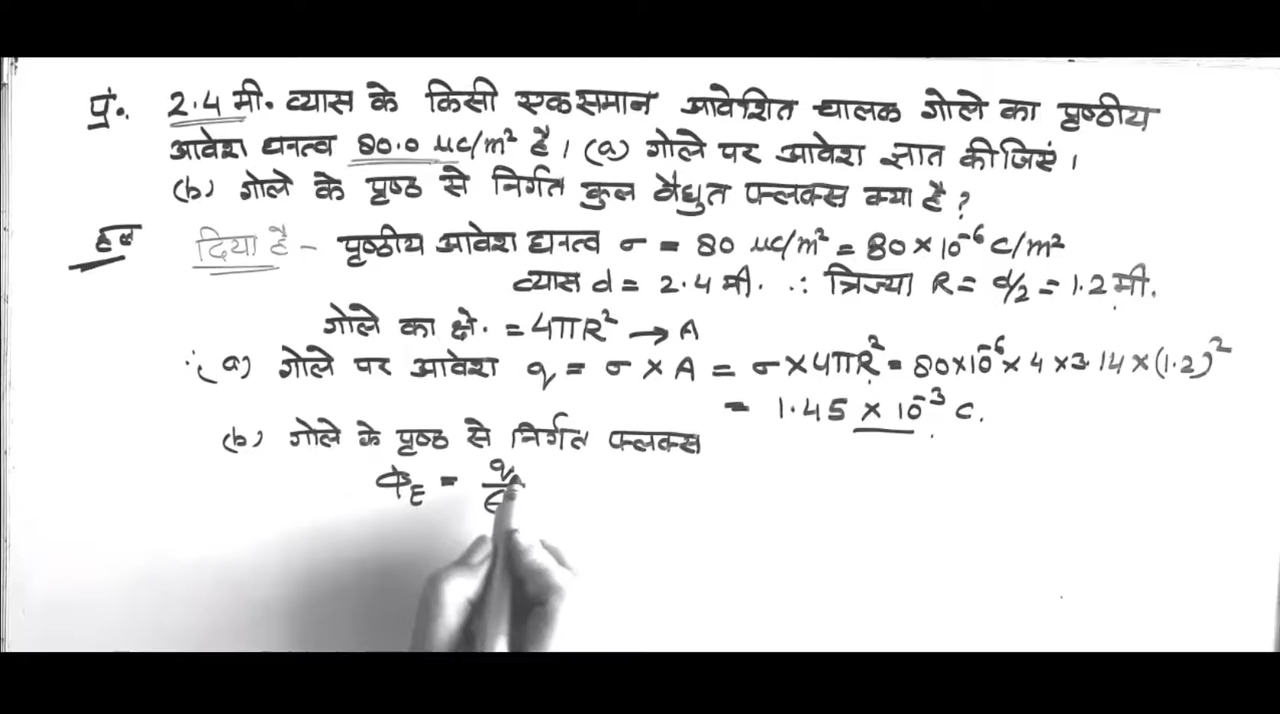 प्रं. 2.4 मी. व्यास के किसी एकसमान आवेशित चालक गोले का पृष्ठीय
आवेश घनत्व 80.0 μc/m² है। (a) गोले पर आवेश ज्ञात कीजिएं।
(b) गोले के पृष्ठ से निर्गत कुल वैधुत फ्लक्स क्या है?
हल दिया है - पृष्ठीय आवेश घनत्व σ = 80 μc/m² = 80×10⁻⁶ C/m²
व्यास d = 2.4 मी. ∴ त्रिज्या R = d/2 = 1.2 मी.
गोले का क्षे. = 4πR² → A
∴ (a) गोले पर आवेश q = σ × A = σ × 4πR² = 80×10⁻⁶ × 4 × 3.14 × (1.2)²
= 1.45 × 10⁻³ C.
(b) गोले के पृष्ठ से निर्गत फ्लक्स
Φ_E = q/ϵ